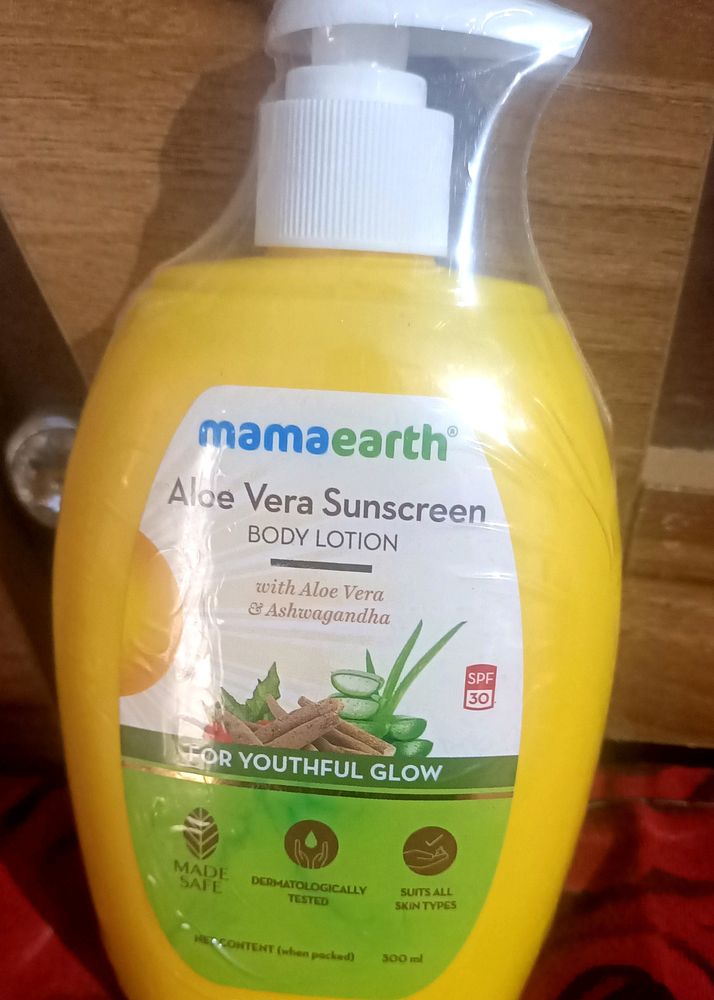 mamaearth®
Aloe Vera Sunscreen
BODY LOTION
with Aloe Vera
& Ashwagandha
SPF
30
FOR YOUTHFUL GLOW
MADE
SAFE
DERMATOLOGICALLY
TESTED
SUITS ALL
SKIN TYPES
NET CONTENT (when packed) 300 ml